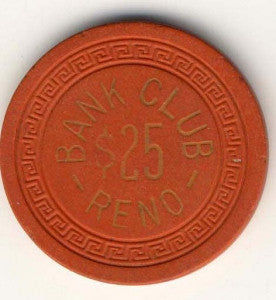 BANK CLUB
$25
- RENO -